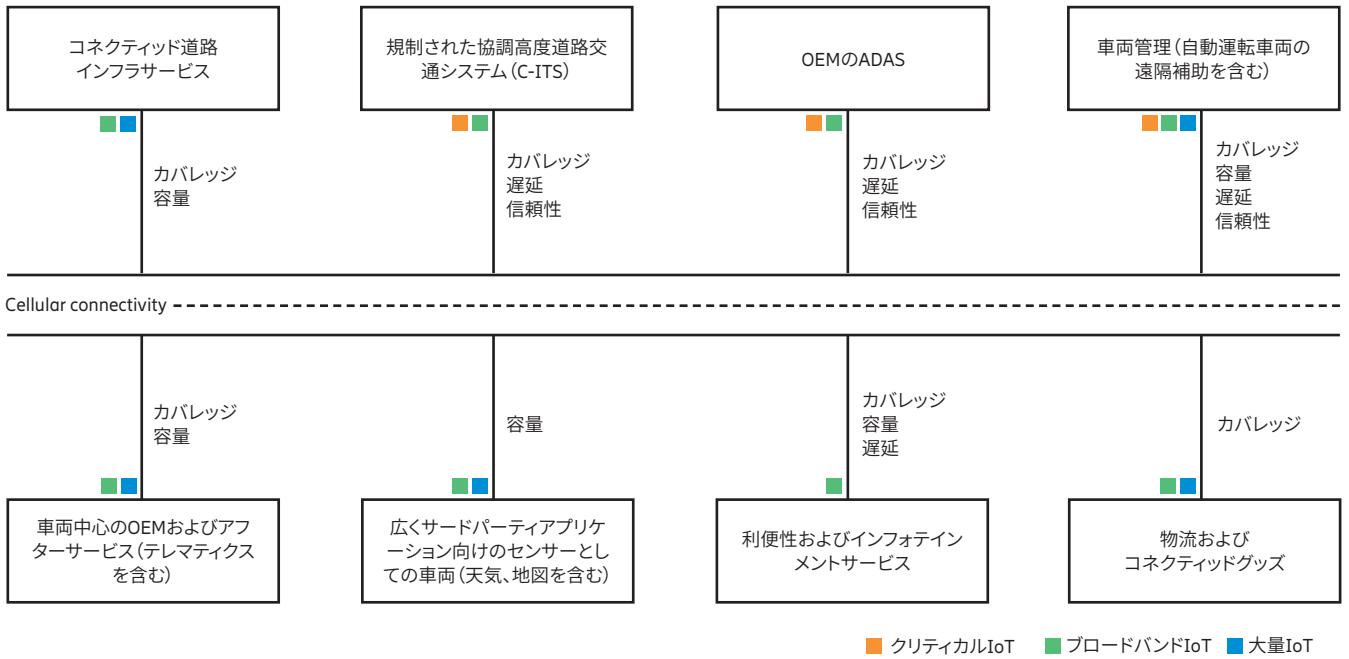 コネクティッド道路
インフラサービス
規制された協調高度道路交
通システム（C-ITS）
OEMのADAS
車両管理（自動運転車両の
遠隔補助を含む）
カバレッジ
容量
カバレッジ
遅延
信頼性
カバレッジ
遅延
信頼性
カバレッジ
容量
遅延
信頼性
Cellular connectivity
カバレッジ
容量
容量
カバレッジ
容量
遅延
カバレッジ
車両中心のOEMおよびアフ
ターサービス（テレマティクス
を含む）
広くサードパーティアプリケ
ーション向けのセンサーとし
ての車両（天気、地図を含む）
利便性およびインフォテイン
メントサービス
物流および
コネクティッドグッズ
クリティカルIoT
ブロードバンドIoT
大量IoT